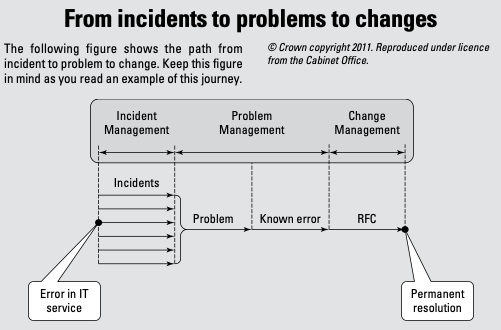 From incidents to problems to changes
The following figure shows the path from
incident to problem to change. Keep this figure
in mind as you read an example of this journey.
© Crown copyright 2011. Reproduced under licence
from the Cabinet Office.
Incident
Management
Problem
Management
Change
Management
Incidents
Problem
Known error
RFC
Error in IT
service
Permanent
resolution